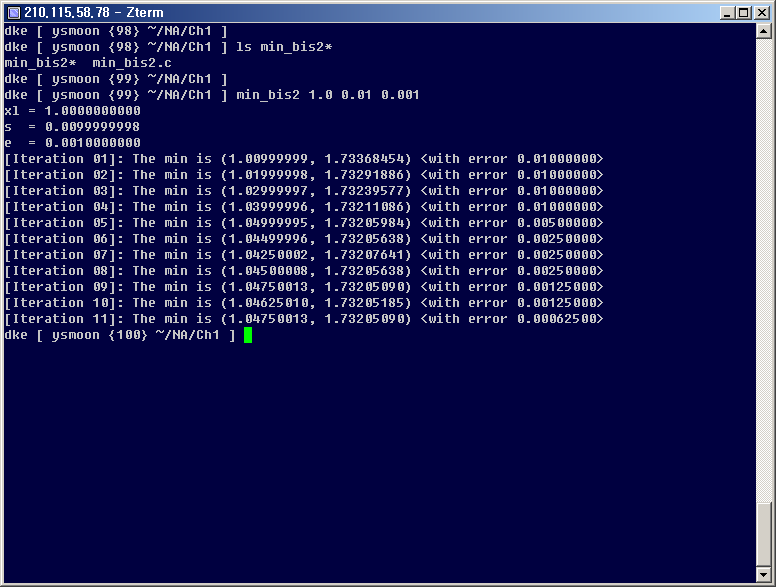 210.115.58.78 - Zterm
dke [ ysmoon {98} ~/NA/Ch1 ]
dke [ ysmoon {98} ~/NA/Ch1 ] ls min_bis2*
min_bis2*  min_bis2.c
dke [ ysmoon {99} ~/NA/Ch1 ]
dke [ ysmoon {99} ~/NA/Ch1 ] min_bis2 1.0 0.01 0.001
xl = 1.0000000000
s  = 0.0099999998
e  = 0.0010000000
[Iteration 01]: The min is (1.00999999, 1.73368454) <with error 0.01000000>
[Iteration 02]: The min is (1.01999998, 1.73291886) <with error 0.01000000>
[Iteration 03]: The min is (1.02999997, 1.73239577) <with error 0.01000000>
[Iteration 04]: The min is (1.03999996, 1.73211086) <with error 0.01000000>
[Iteration 05]: The min is (1.04999995, 1.73205984) <with error 0.00500000>
[Iteration 06]: The min is (1.04499996, 1.73205638) <with error 0.00250000>
[Iteration 07]: The min is (1.04250002, 1.73207641) <with error 0.00250000>
[Iteration 08]: The min is (1.04500008, 1.73205638) <with error 0.00250000>
[Iteration 09]: The min is (1.04750013, 1.73205090) <with error 0.00125000>
[Iteration 10]: The min is (1.04625010, 1.73205185) <with error 0.00125000>
[Iteration 11]: The min is (1.04750013, 1.73205090) <with error 0.00062500>
dke [ ysmoon {100} ~/NA/Ch1 ]